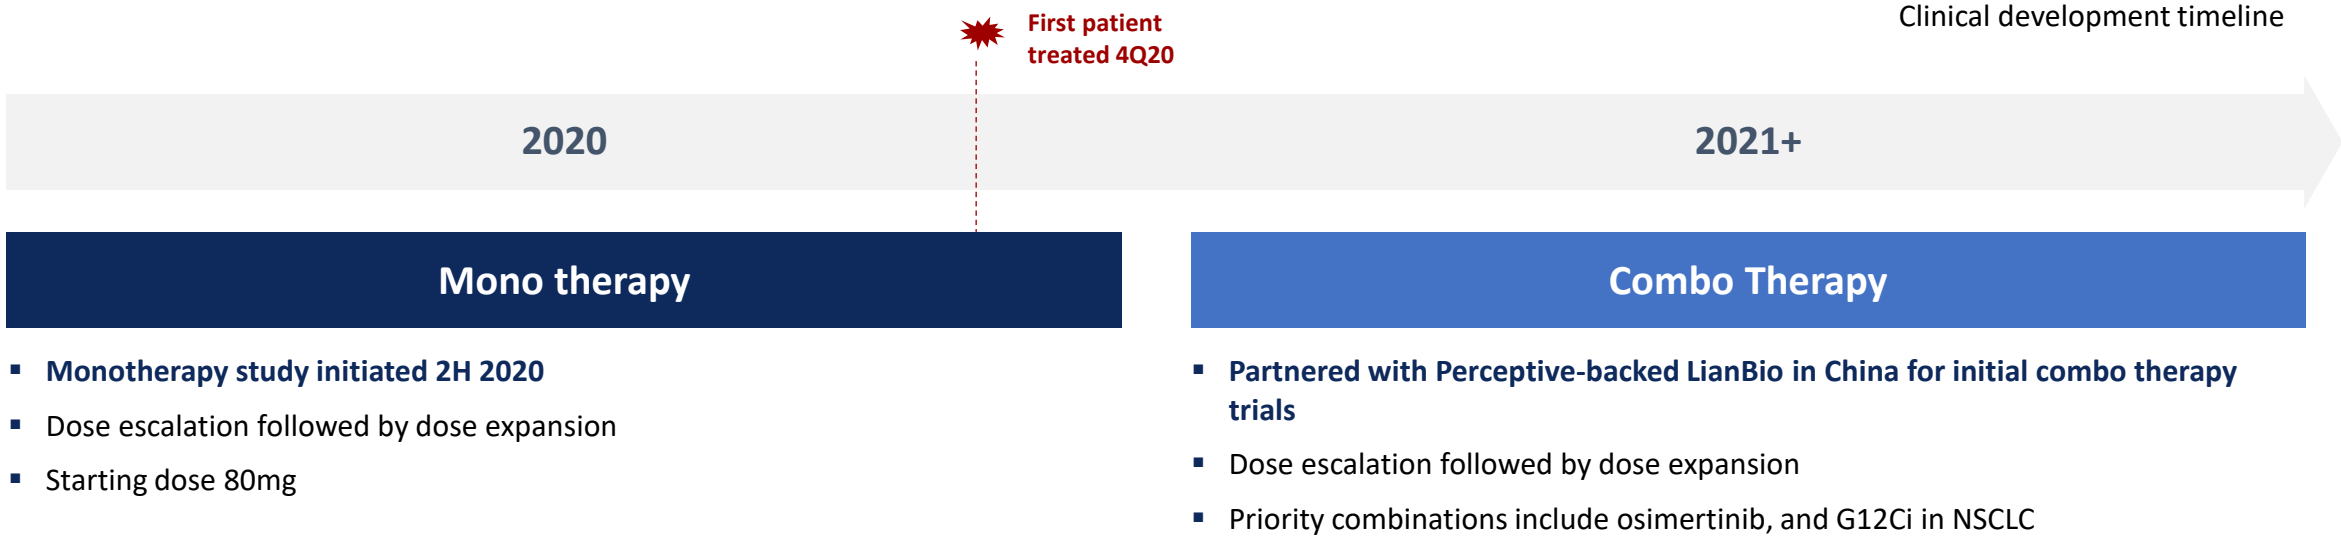 Clinical development timeline
First patient
treated 4Q20
2020
2021+
Mono therapy
▪ Monotherapy study initiated 2H 2020
▪ Dose escalation followed by dose expansion
▪ Starting dose 80mg
Combo Therapy
▪ Partnered with Perceptive-backed LianBio in China for initial combo therapy
trials
▪ Dose escalation followed by dose expansion
▪ Priority combinations include osimertinib, and G12Ci in NSCLC